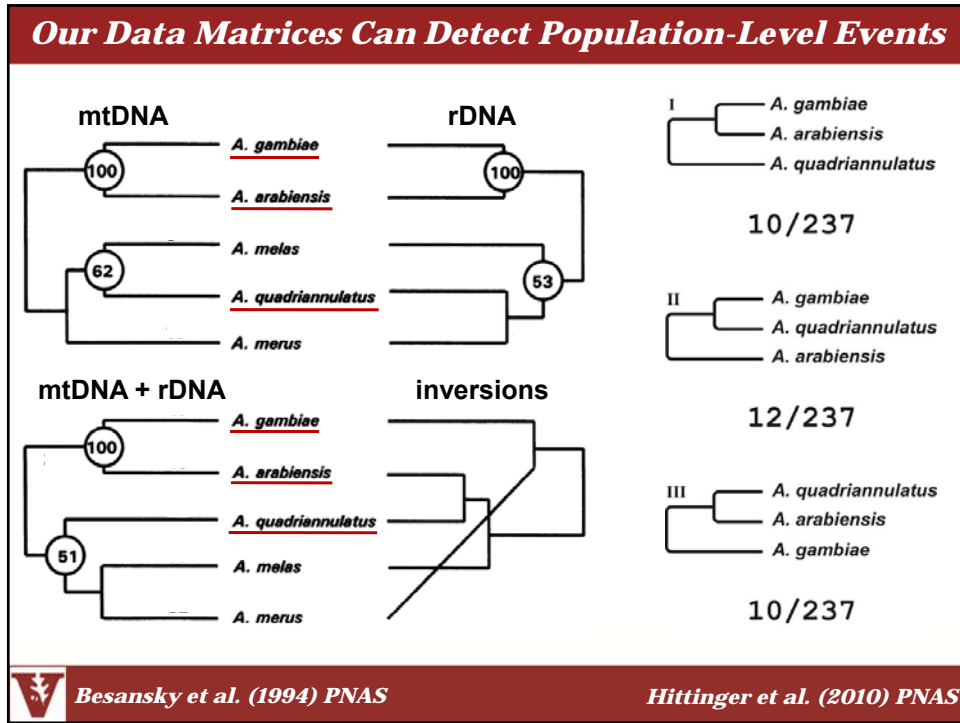 Our Data Matrices Can Detect Population-Level Events
mtDNA
rDNA
A. gambiae
A. arabiensis
A. melas
A. quadriannulatus
A. merus
100
62
100
53
mtDNA + rDNA
inversions
A. gambiae
A. arabiensis
A. quadriannulatus
A. melas
A. merus
100
51
I
A. gambiae
A. arabiensis
A. quadriannulatus
10/237
II
A. gambiae
A. quadriannulatus
A. arabiensis
12/237
III
A. quadriannulatus
A. arabiensis
A. gambiae
10/237
V
Besansky et al. (1994) PNAS
Hittinger et al. (2010) PNAS